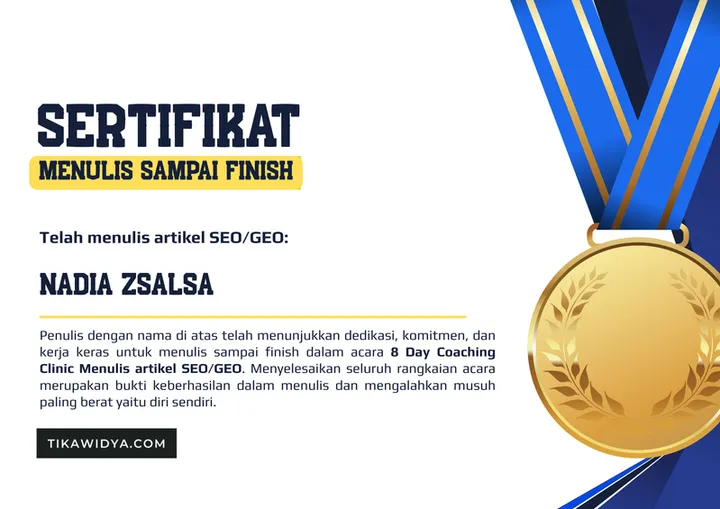 SERTIFIKAT
MENULIS SAMPAI FINISH
Telah menulis artikel SEO/GEO:
NADIA ZSALSA
Penulis dengan nama di atas telah menunjukkan dedikasi, komitmen, dan
kerja keras untuk menulis sampai finish dalam acara 8 Day Coaching
Clinic Menulis artikel SEO/GEO. Menyelesaikan seluruh rangkaian acara
merupakan bukti keberhasilan dalam menulis dan mengalahkan musuh
paling berat yaitu diri sendiri.
TIKAWIDYA.COM